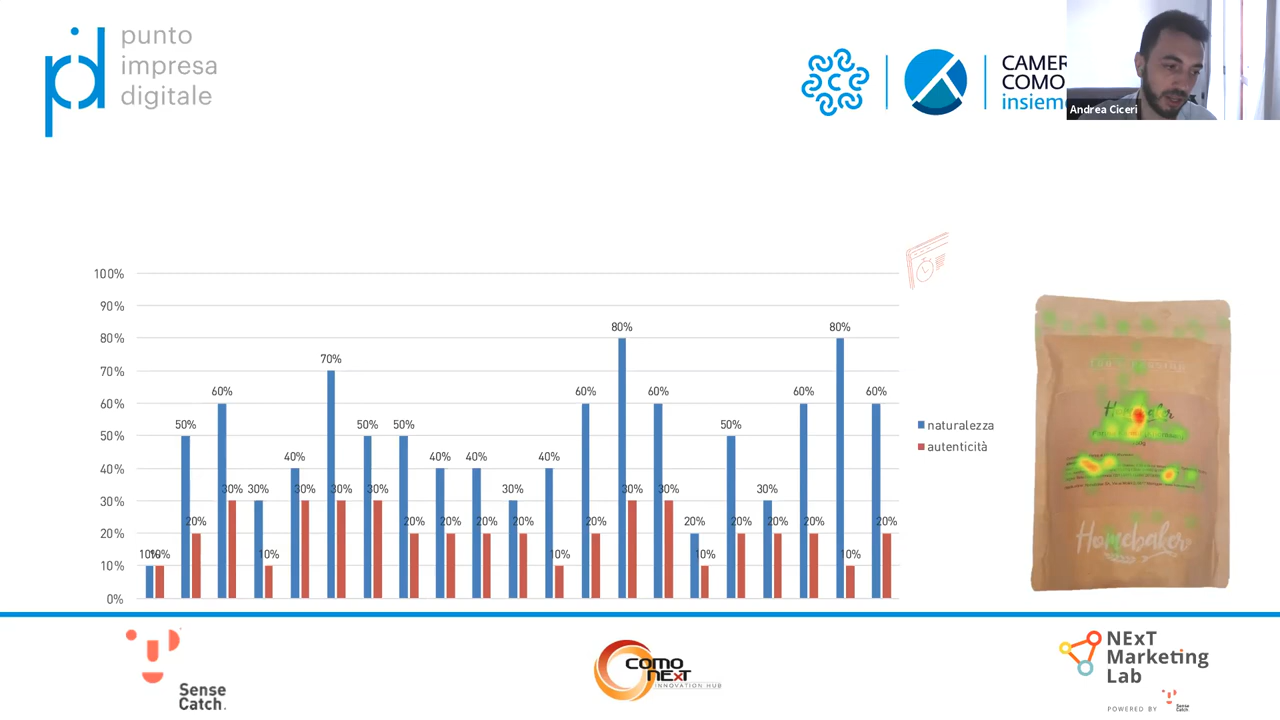 punto
impresa
digitale
CAMER
COMO
insiem
Andrea Ciceri
100%
90%
80%
70%
60%
50%
40%
30%
20%
10%
0%
10% 10%
50% 20%
60% 30%
30% 10%
40% 30%
70% 30%
50% 30%
50% 20%
40% 20%
40% 20%
30% 20%
40% 10%
60% 20%
80% 30%
60% 30%
20% 10%
50% 20%
30% 20%
60% 20%
80% 10%
60% 20%
naturalezza
autenticità
Homebaker
Homebaker
Sense
Catch.
COMO
NExT
INNOVATION HUB
NExT
Marketing
Lab
POWERED BY
Sense
Catch.